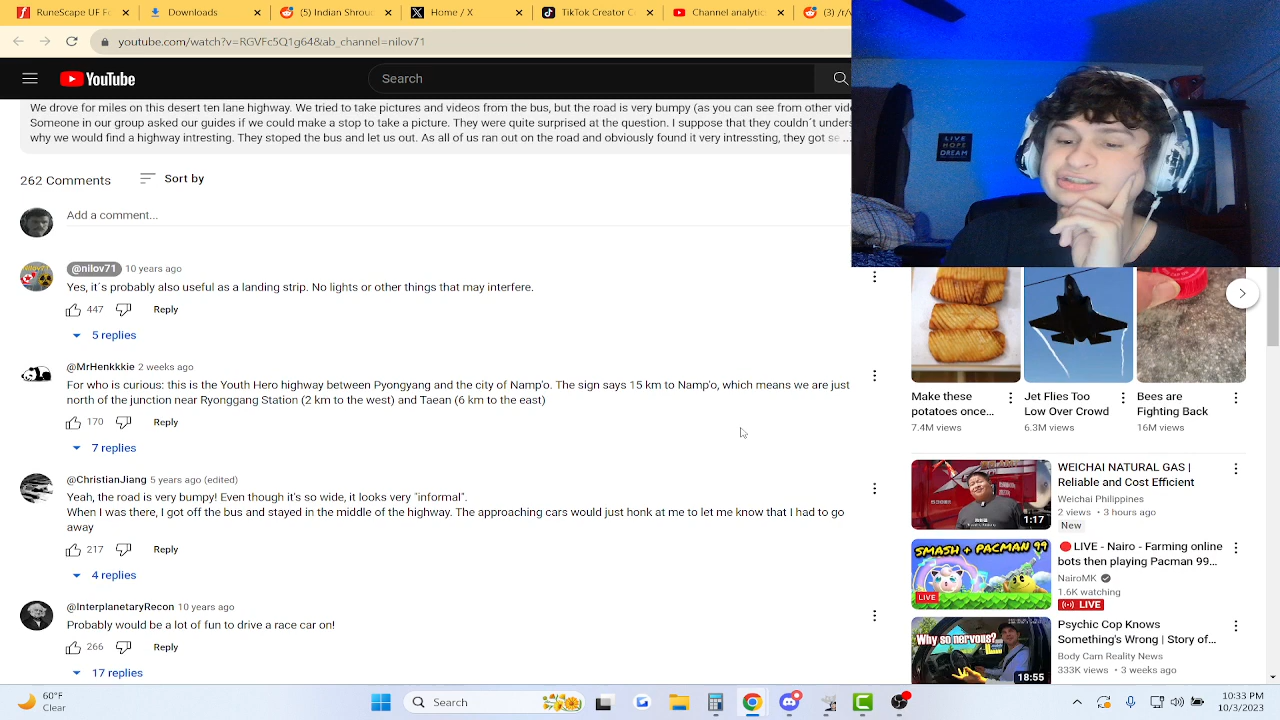 Funniest / Runniest
Downloads
(5) Shroud
Home / X
TikTok Creator C
Channel analytic
(3) /
youtube.com/watch?v=RGVFc5Q1g64&ab_channel=nilov71
YouTube
Search
We drove for miles on this desert ten lane highway. We tried to take pictures and videos from the bus, but the road is very bumpy (as you can see from other vide
Someone in our group asked our guides if we could make a stop to take a picture. They were quite surprised at the question. I suppose that they couldn't unders
why we would find a highway intresting. They stoped the bus and let us out. As all of us ran out on the road and obviously found it very intressting, they got se ...
262 Comments
Sort by
Add a comment...
@nilov71 10 years ago
Yes, it´s probably also useful as a landing strip. No lights or other things that may interfere.
447 Reply
5 replies
@MrHenkkkie 2 weeks ago
For who is curious: this is the Youth Hero highway between Pyongyang and the city of Namp'o. The sign says 15 km to Namp'o, which means we are just
north of the junction near Ryonggang Station (2 km to the west) and Taean (6 km to the east)
170 Reply
7 replies
@ChristianJiang 5 years ago (edited)
Yeah, the road is very bumpy! Even though it is wide, it looks very "informal".
When I was there, I got off the bus and stood in the middle of the highway. The approaching cars would just honk at me to let me know that I had to go
away
217 Reply
4 replies
@InterplanetaryRecon 10 years ago
Probably would be a lot of fun to drive a race car on!
266 Reply
17 replies
LIVE
HOPE
DREAM
Make these
potatoes once...
7.4M views
Jet Flies Too
Low Over Crowd
6.3M views
Bees are
Fighting Back
16M views
1:17
WEICHAI NATURAL GAS |
Reliable and Cost Efficient
Weichai Philippines
2 views • 3 hours ago
New
SMASH + PACMAN 99
LIVE
LIVE - Nairo - Farming online
bots then playing Pacman 99...
NairoMK
1.6K watching
LIVE
Why so nervous?
18:55
Psychic Cop Knows
Something's Wrong | Story of...
Body Cam Reality News
333K views • 3 weeks ago
60°F
Clear
Search
10:33 PM
10/3/2023